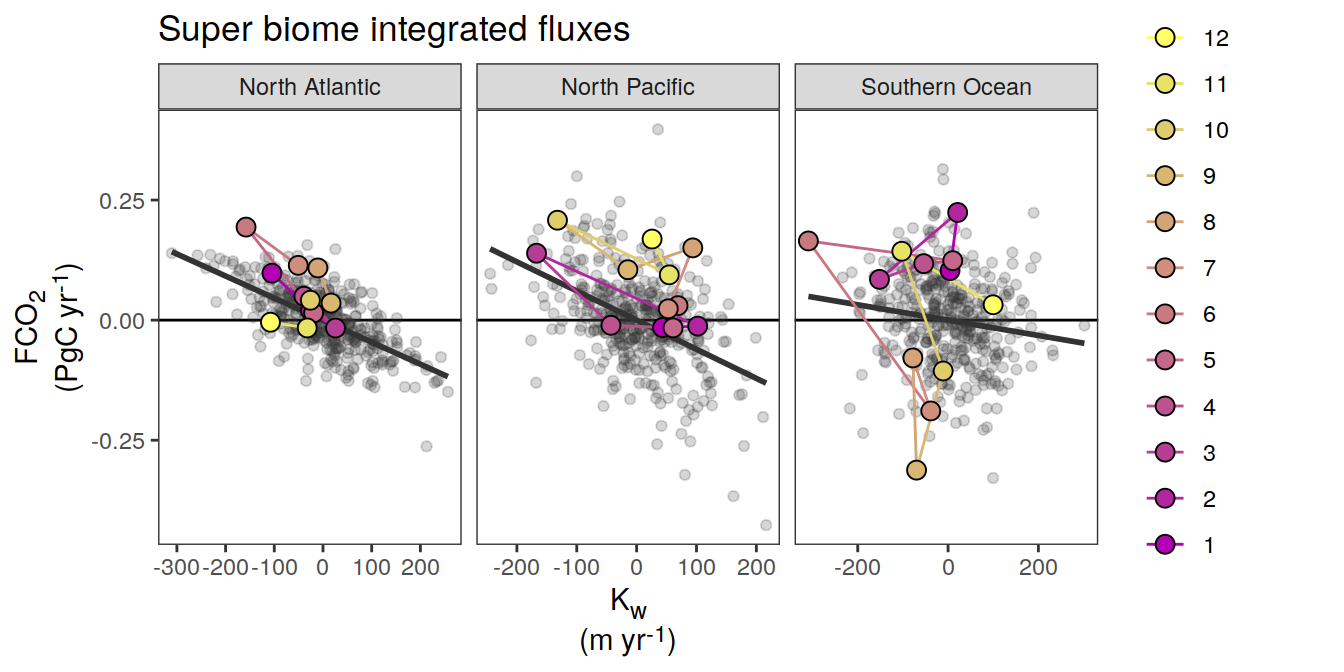 Super biome integrated fluxes
North Atlantic
North Pacific
Southern Ocean
0.25
0.00
-0.25
FCO2
(PgC yr-1)
-300 -200 -100 0 100 200
-200 -100 0 100 200
-200 0 200
Kw
(m yr-1)
12
11
10
9
8
7
6
5
4
3
2
1